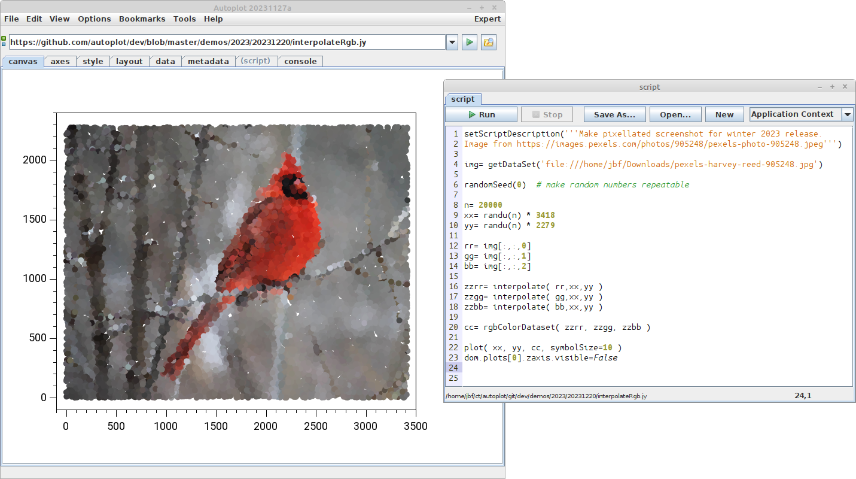 Autoplot 20231127a
File Edit View Options Bookmarks Tools Help Expert
https://github.com/autoplot/dev/blob/master/demos/2023/20231220/interpolateRgb.jy
canvas axes style layout data metadata (script) console
2000
1500
1000
500
0
0 500 1000 1500 2000 2500 3000 3500
script
script
Run Stop Save As... Open... New Application Context
1 setScriptDescription('''Make pixellated screenshot for winter 2023 release.
2 Image from https://images.pexels.com/photos/905248/pexels-photo-905248.jpeg''')
3
4 img= getDataSet('file:///home/jbf/Downloads/pexels-harvey-reed-905248.jpg')
5
6 randomSeed(0) # make random numbers repeatable
7
8 n= 20000
9 xx= randu(n) * 3418
10 yy= randu(n) * 2279
11
12 rr= img[:,:,0]
13 gg= img[:,:,1]
14 bb= img[:,:,2]
15
16 zzrr= interpolate( rr,xx,yy )
17 zzgg= interpolate( gg,xx,yy )
18 zzbb= interpolate( bb,xx,yy )
19
20 cc= rgbColorDataset( zzrr, zzgg, zzbb )
21
22 plot( xx, yy, cc, symbolSize=10 )
23 dom.plots[0].zaxis.visible=False
24
25
/home/jbf/ct/autoplot/git/dev/demos/2023/20231220/interpolateRgb.jy 24,1